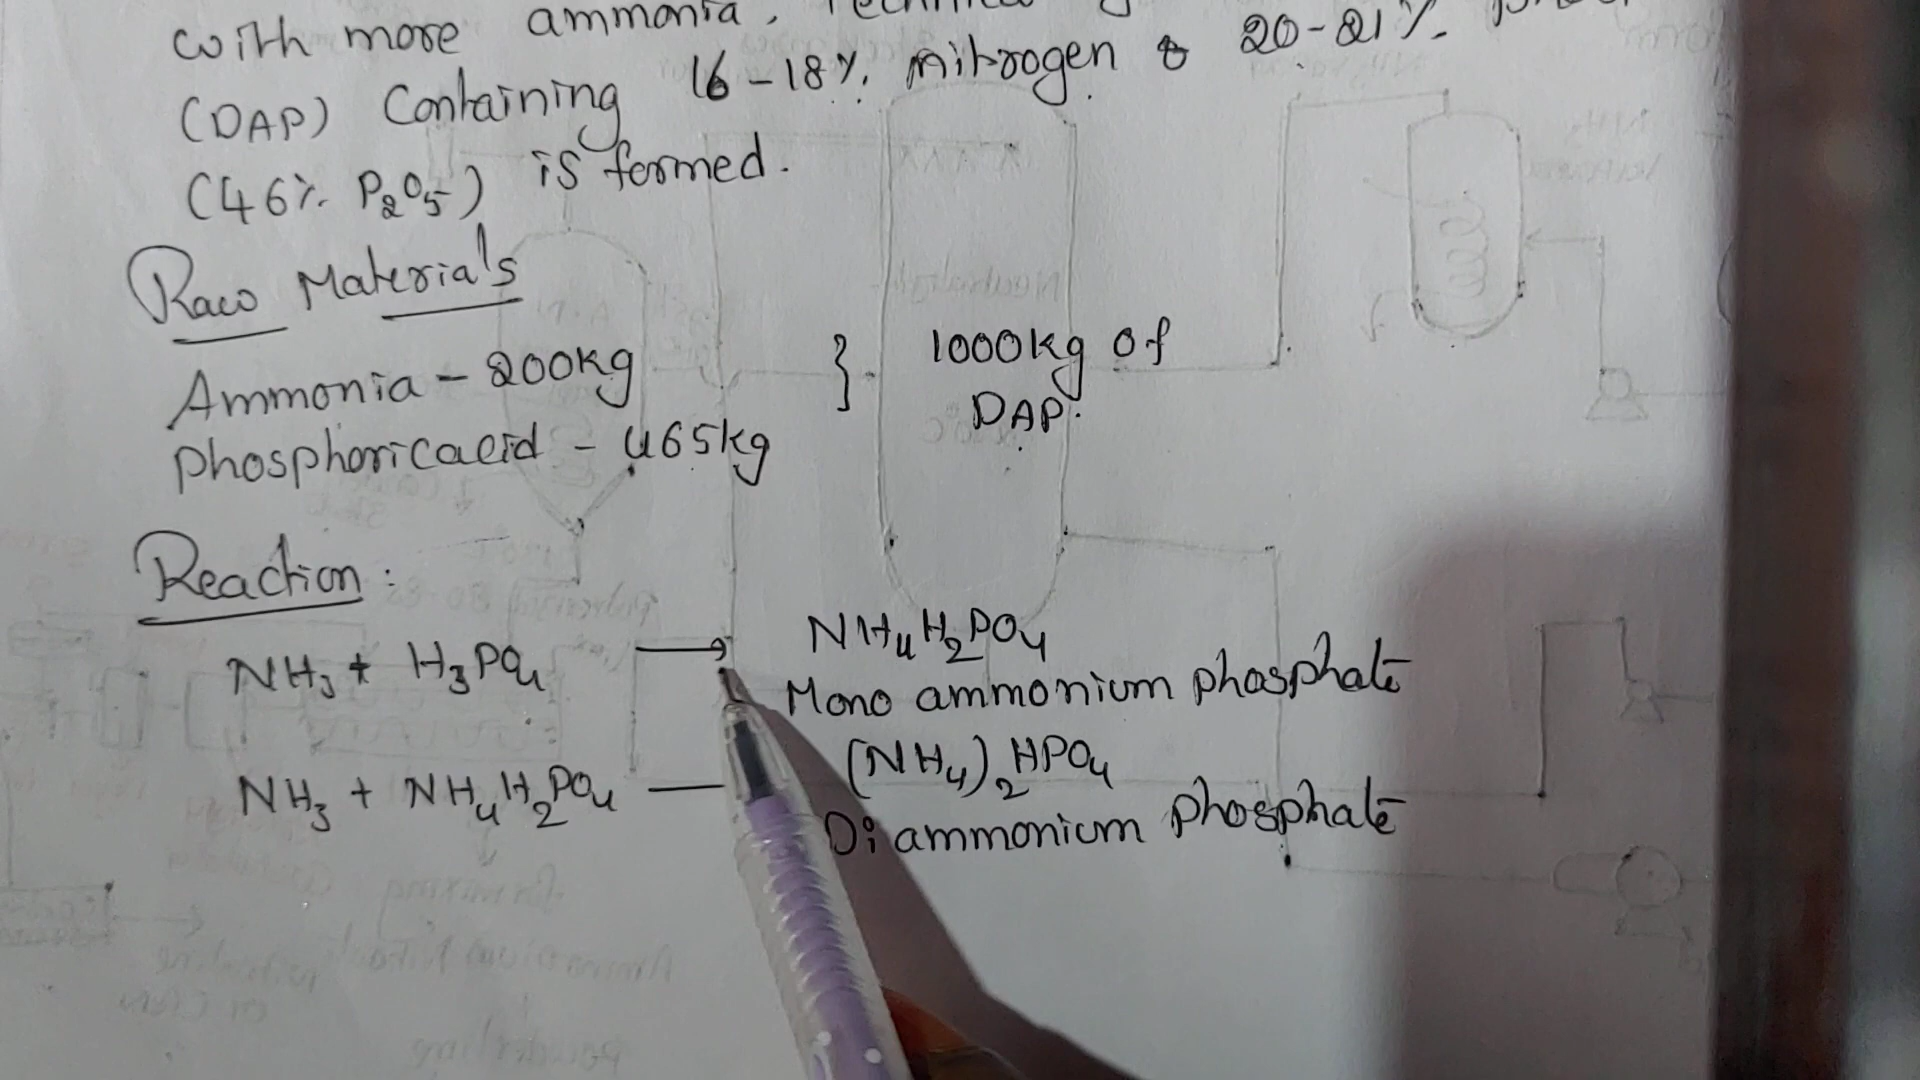 with more ammonia.
(DAP) Containing 16-18% nitrogen & 20-21%
(46% P2O5) is formed.
Raw Materials
Ammonia - 200kg } 1000kg of
Phosphoricacid - 465kg DAP.
Reaction:
NH3 + H3PO4 → NH4H2PO4
Mono ammonium phosphate
NH3 + NH4H2PO4 — (NH4)2HPO4
Di ammonium phosphate